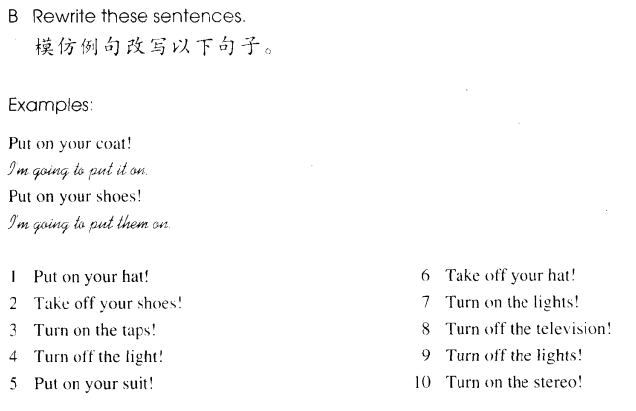 B Rewrite these sentences.
模仿例句改写以下句子。
Examples:
Put on your coat!
I'm going to put it on.
Put on your shoes!
I'm going to put them on.
1 Put on your hat!
2 Take off your shoes!
3 Turn on the taps!
4 Turn off the light!
5 Put on your suit!
6 Take off your hat!
7 Turn on the lights!
8 Turn off the television!
9 Turn off the lights!
10 Turn on the stereo!